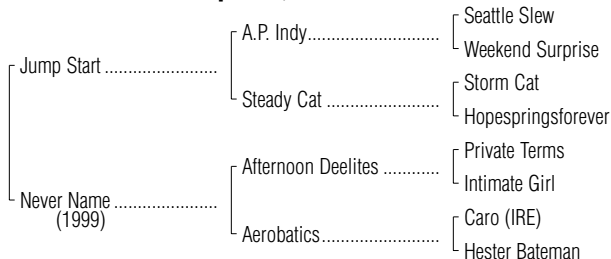 Seattle Slew
A.P. Indy
Weekend Surprise
Jump Start
Storm Cat
Steady Cat
Hopespringsforever
Private Terms
Afternoon Deelites
Intimate Girl
Never Name
(1999)
Caro (IRE)
Aerobatics
Hester Bateman